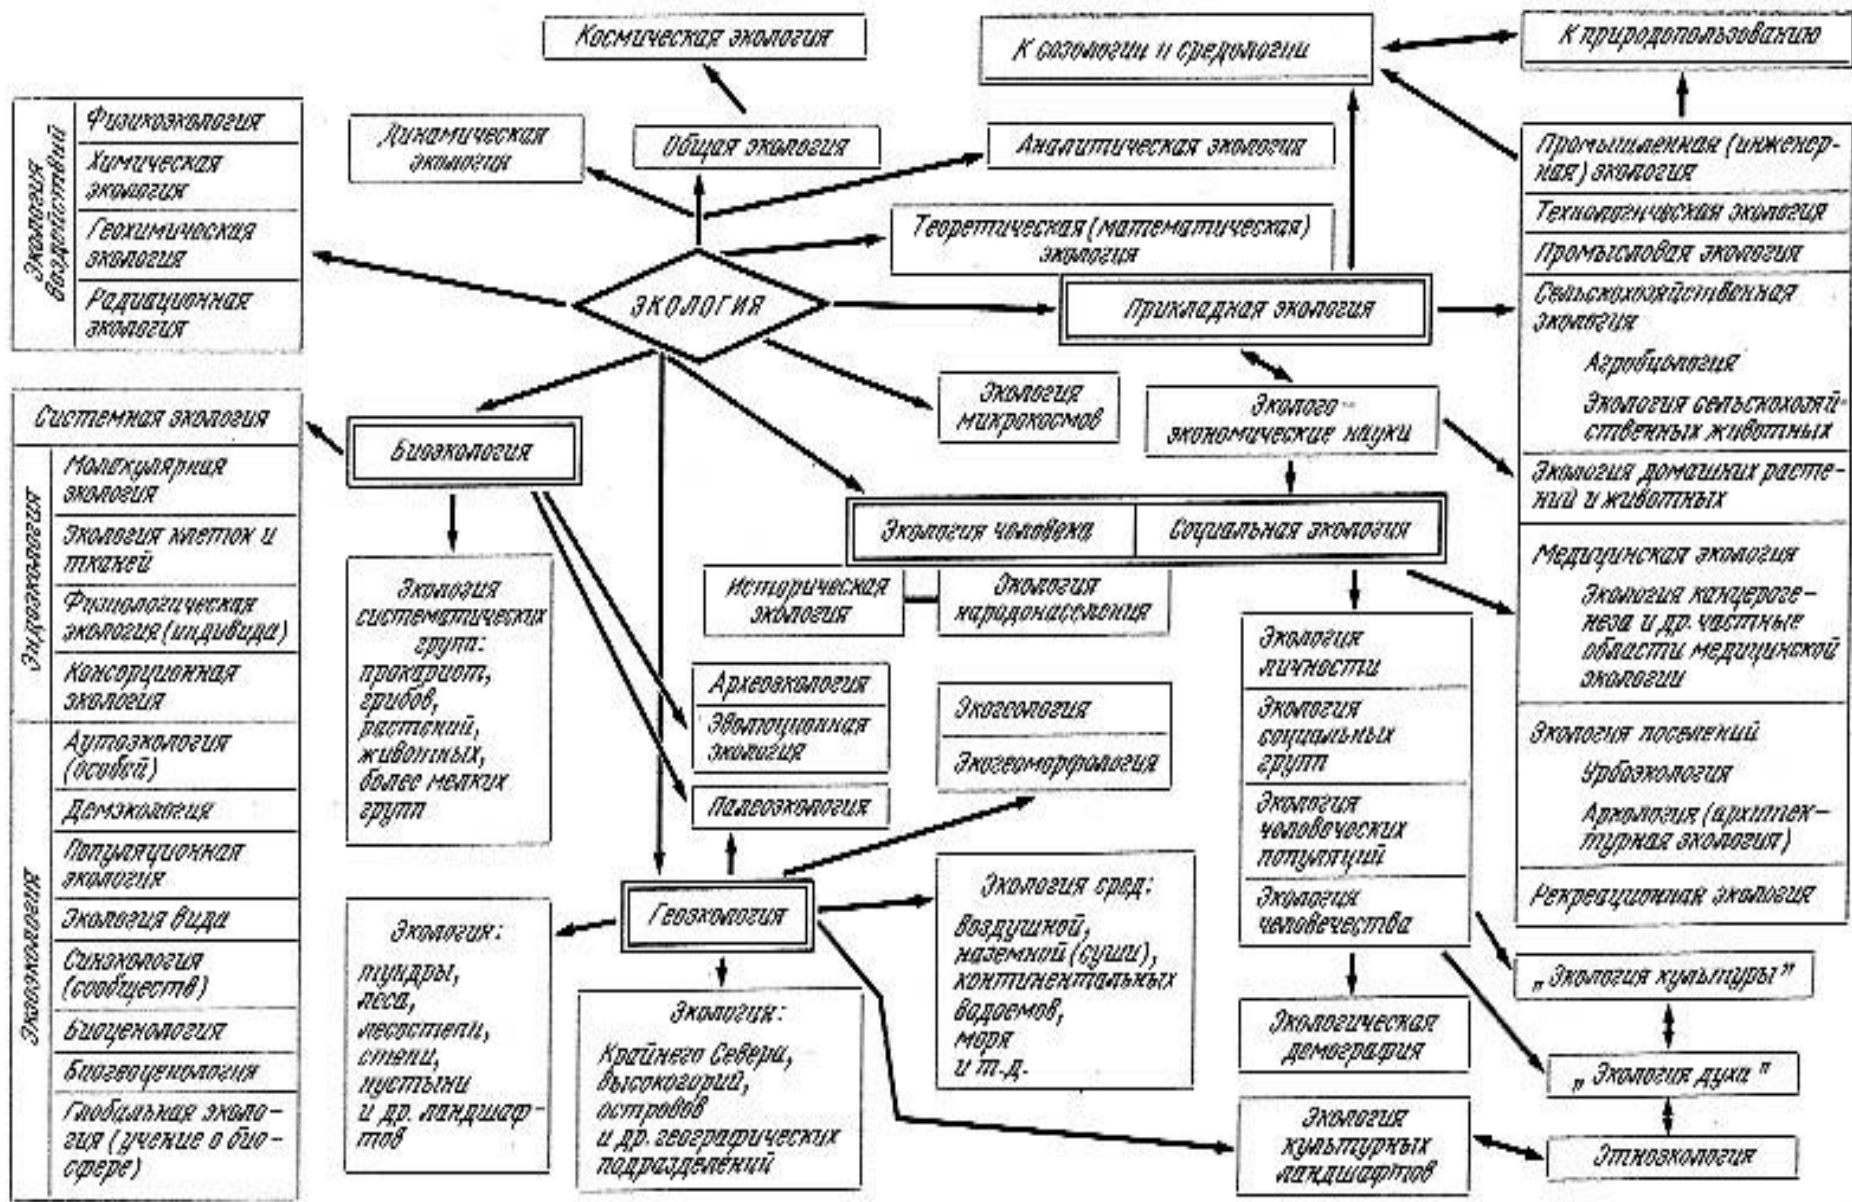 Космическая экология
К созологии и средологии
К природопользованию
Экология
воздействий
Физикоэкология
Химическая
экология
Геохимическая
экология
Радиационная
экология
Динамическая
экология
Общая экология
Аналитическая экология
Теоретическая (математическая)
экология
ЭКОЛОГИЯ
Прикладная экология
Промышленная (инженер-
ная) экология
Технологическая экология
Промысловая экология
Сельскохозяйственная
экология
Агробиология
Экология сельскохозяй-
ственных животных
Экология домашних расте-
ний и животных
Медицинская экология
Экология канцероге-
неза и др. частные
области медицинской
экологии
Экология поселений
Урбоэкология
Аркология (архитек-
турная экология)
Рекреационная экология
Экология
микрокосмов
Эколого-
экономические науки
Системная экология
Эндоэкология
Молекулярная
экология
Экология клеток и
тканей
Физиологическая
экология (индивида)
Консорционная
экология
Экзоэкология
Аутоэкология
(особей)
Демэкология
Популяционная
экология
Экология вида
Синэкология
(сообществ)
Биоценология
Биогеоценология
Глобальная эколо-
гия (учение о био-
сфере)
Биоэкология
Экология человека
Социальная экология
Историческая
экология
Экология
народонаселения
Экология
систематических
групп:
прокариот,
грибов,
растений,
животных,
более мелких
групп
Археоэкология
Эволюционная
экология
Палеоэкология
Экогеология
Экогеоморфология
Экология
личности
Экология
социальных
групп
Экология
человеческих
популяций
Экология
человечества
Геоэкология
Экология:
тундры,
леса,
лесостепи,
степи,
пустыни
и др. ландшаф-
тов
Экология:
Крайнего Севера,
высокогорий,
островов
и др. географических
подразделений
Экология сред:
воздушной,
наземной (суши),
континентальных
водоемов,
моря
и т.д.
Экологическая
демография
Экология
культурных
ландшафтов
„Экология культуры”
„Экология духа”
Этноэкология